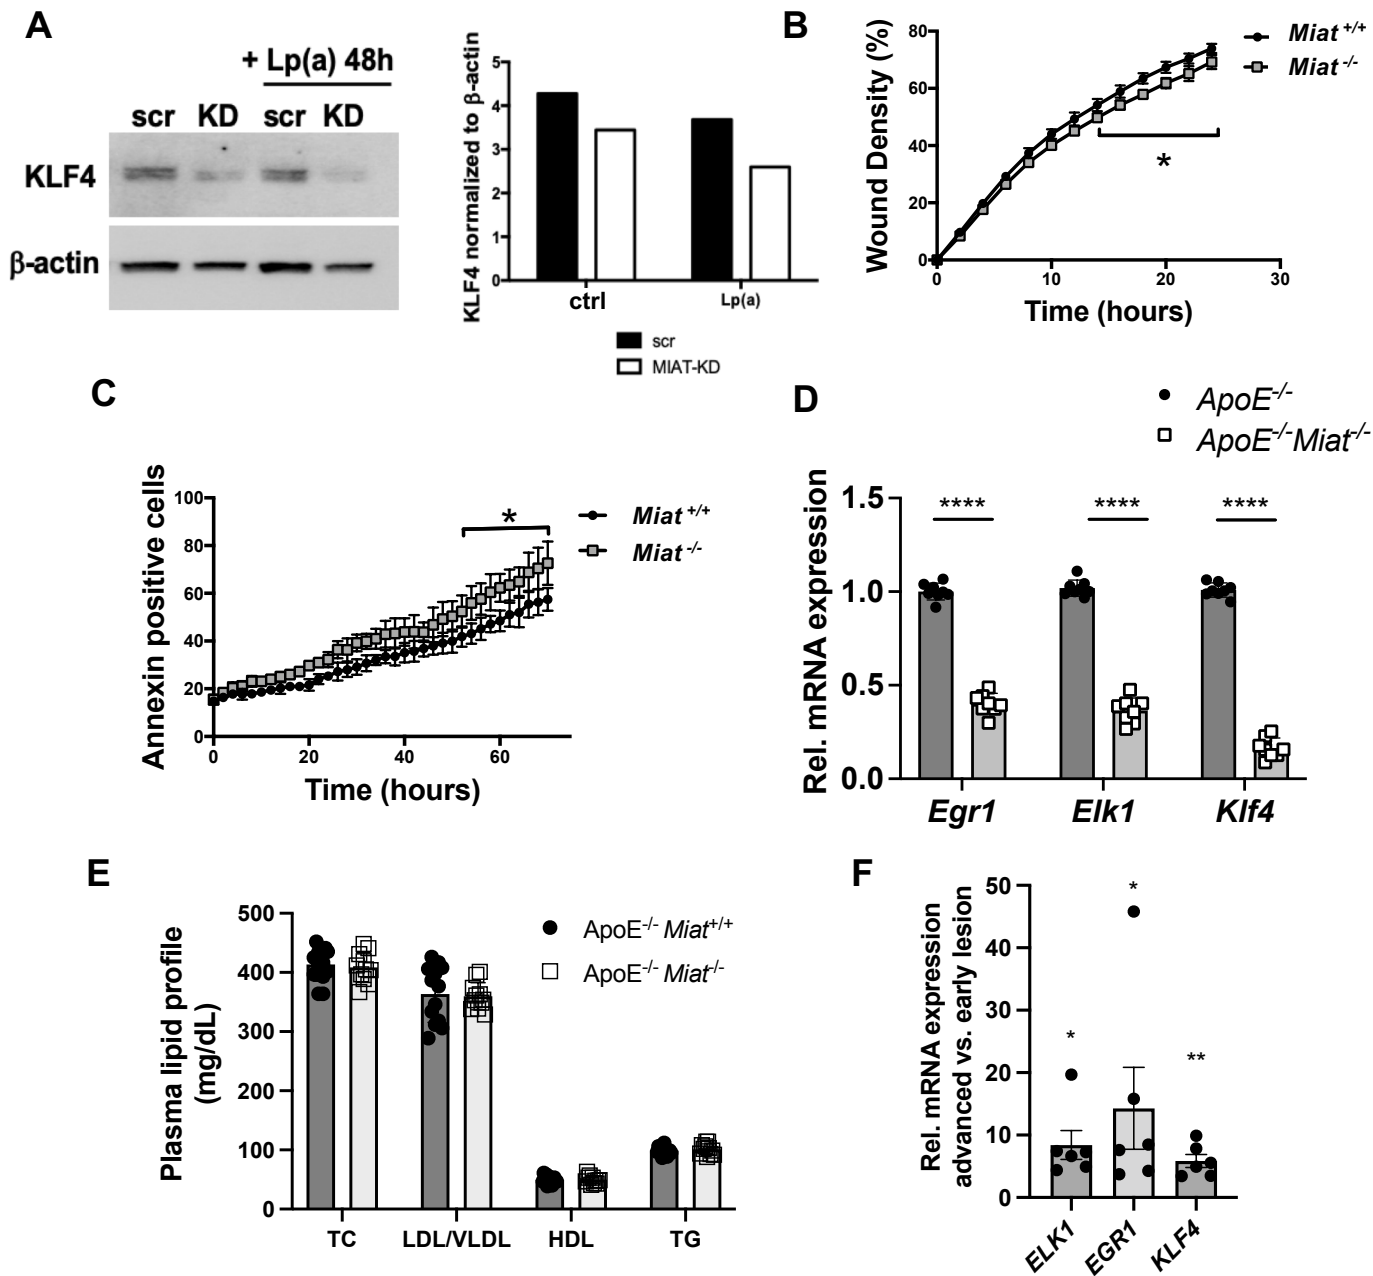 A
+ Lp(a) 48h
scr KD scr KD
KLF4
β-actin
KLF4 normalized to β-actin
5
4
3
2
1
0
ctrl Lp(a)
scr
MIAT-KD
B
Wound Density (%)
80
60
40
20
0
0 10 20 30
Time (hours)
*
Miat +/+
Miat -/-
C
Annexin positive cells
100
80
60
40
20
0
0 20 40 60
Time (hours)
*
Miat +/+
Miat -/-
D
ApoE-/-
ApoE-/-Miat-/-
Rel. mRNA expression
1.5
1.0
0.5
0.0
**** **** ****
Egr1 Elk1 Klf4
E
Plasma lipid profile
(mg/dL)
500
400
300
200
100
0
TC LDL/VLDL HDL TG
ApoE-/- Miat+/+
ApoE-/- Miat-/-
F
Rel. mRNA expression
advanced vs. early lesion
50
40
30
20
10
0
* * **
ELK1 EGR1 KLF4